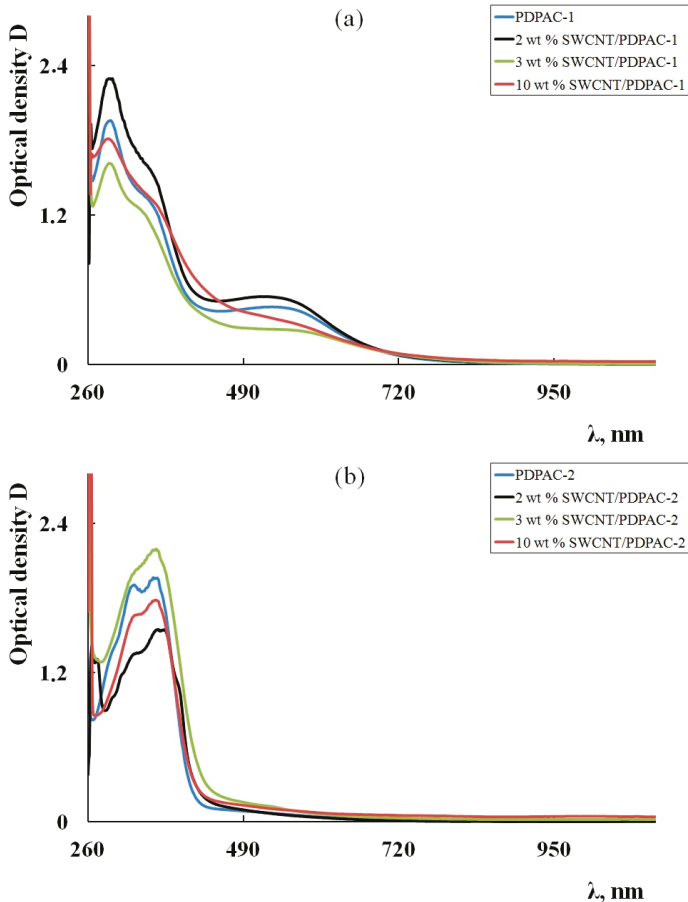 (a)
PDPAC-1
2 wt % SWCNT/PDPAC-1
3 wt % SWCNT/PDPAC-1
10 wt % SWCNT/PDPAC-1
Optical density D
2.4
1.2
0
260 490 720 950
λ, nm
(b)
PDPAC-2
2 wt % SWCNT/PDPAC-2
3 wt % SWCNT/PDPAC-2
10 wt % SWCNT/PDPAC-2
Optical density D
2.4
1.2
0
260 490 720 950
λ, nm